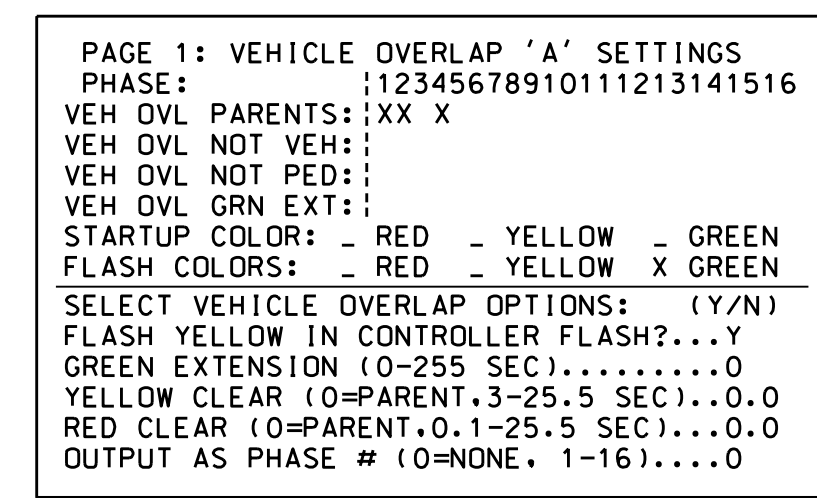 PAGE 1: VEHICLE OVERLAP 'A' SETTINGS
PHASE: ¦12345678910111213141516
VEH OVL PARENTS:¦XX X
VEH OVL NOT VEH:¦
VEH OVL NOT PED:¦
VEH OVL GRN EXT:¦
STARTUP COLOR: _ RED _ YELLOW _ GREEN
FLASH COLORS: _ RED _ YELLOW X GREEN
SELECT VEHICLE OVERLAP OPTIONS: (Y/N)
FLASH YELLOW IN CONTROLLER FLASH?...Y
GREEN EXTENSION (0-255 SEC).........0
YELLOW CLEAR (0=PARENT,3-25.5 SEC)..0.0
RED CLEAR (0=PARENT,0.1-25.5 SEC)...0.0
OUTPUT AS PHASE # (0=NONE, 1-16)....0